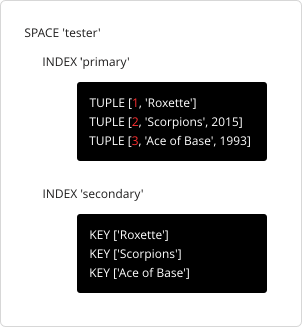 SPACE 'tester'
INDEX 'primary'
TUPLE [1, 'Roxette']
TUPLE [2, 'Scorpions', 2015]
TUPLE [3, 'Ace of Base', 1993]
INDEX 'secondary'
KEY ['Roxette']
KEY ['Scorpions']
KEY ['Ace of Base']